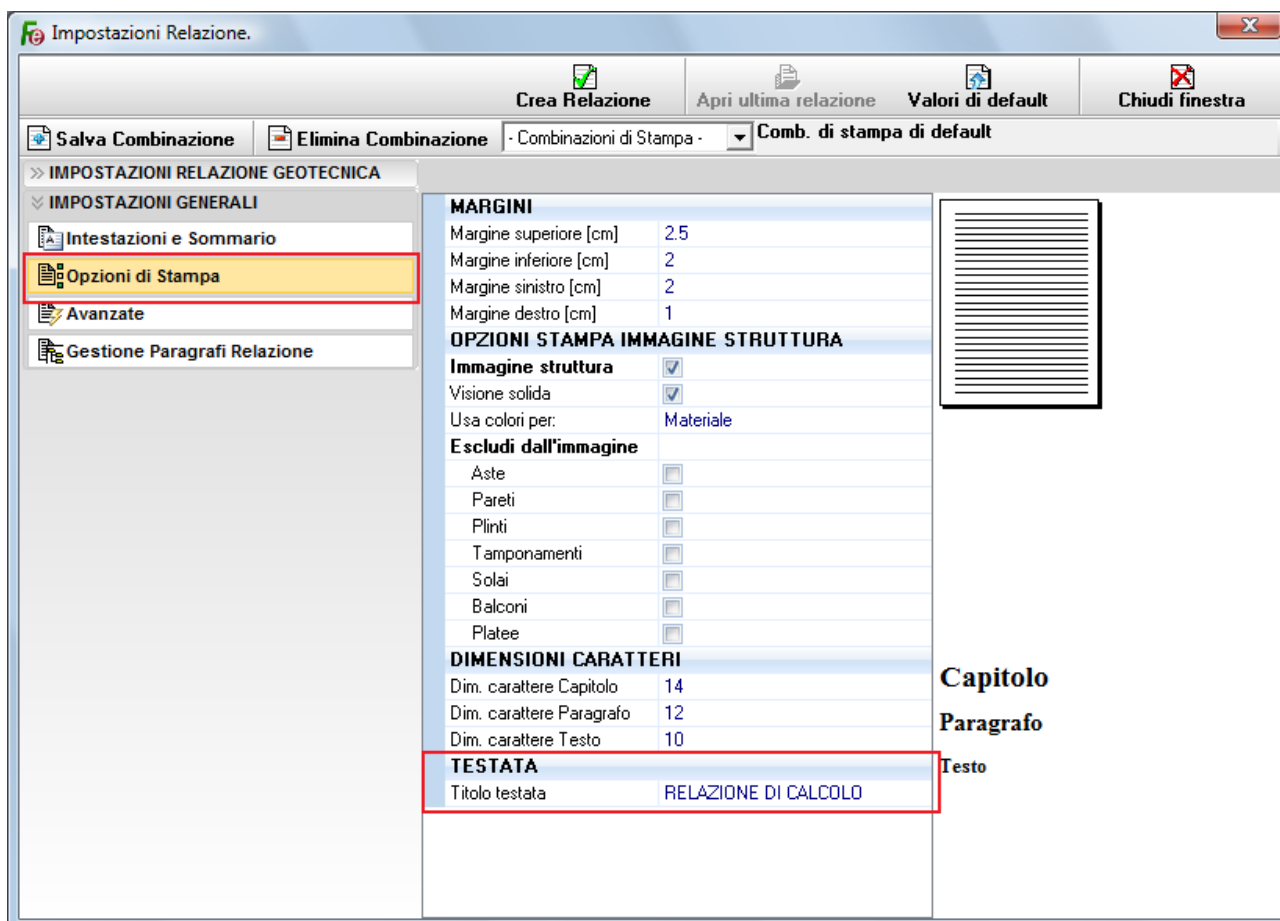 Impostazioni Relazione.
Crea Relazione Apri ultima relazione Valori di default Chiudi finestra
Salva Combinazione Elimina Combinazione - Combinazioni di Stampa - Comb. di stampa di default
IMPOSTAZIONI RELAZIONE GEOTECNICA
IMPOSTAZIONI GENERALI
Intestazioni e Sommario
Opzioni di Stampa
Avanzate
Gestione Paragrafi Relazione
MARGINI
Margine superiore [cm] 2.5
Margine inferiore [cm] 2
Margine sinistro [cm] 2
Margine destro [cm] 1
OPZIONI STAMPA IMMAGINE STRUTTURA
Immagine struttura
Visione solida
Usa colori per: Materiale
Escludi dall'immagine
Aste
Pareti
Plinti
Tamponamenti
Solai
Balconi
Platee
DIMENSIONI CARATTERI
Dim. carattere Capitolo 14
Dim. carattere Paragrafo 12
Dim. carattere Testo 10
TESTATA
Titolo testata RELAZIONE DI CALCOLO
Capitolo
Paragrafo
Testo